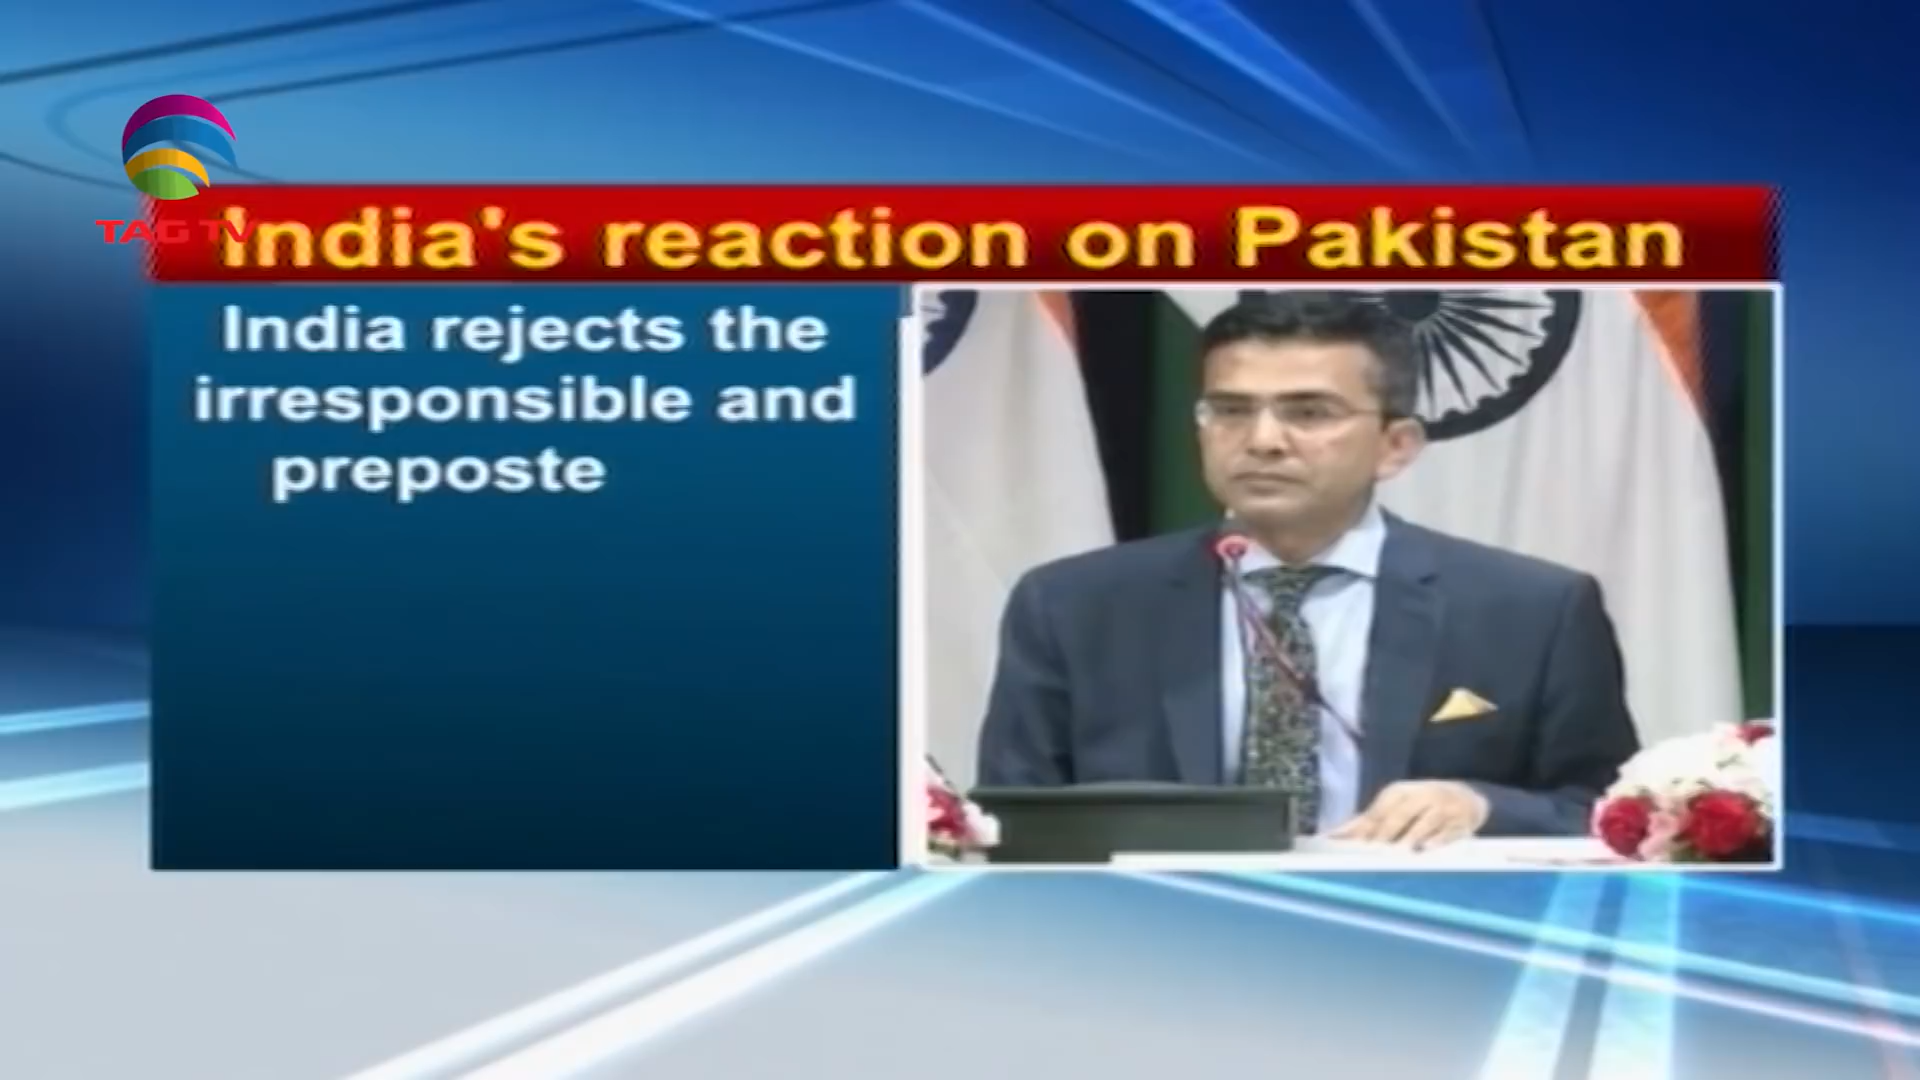 TAG TV
India's reaction on Pakistan
India rejects the
irresponsible and
preposte